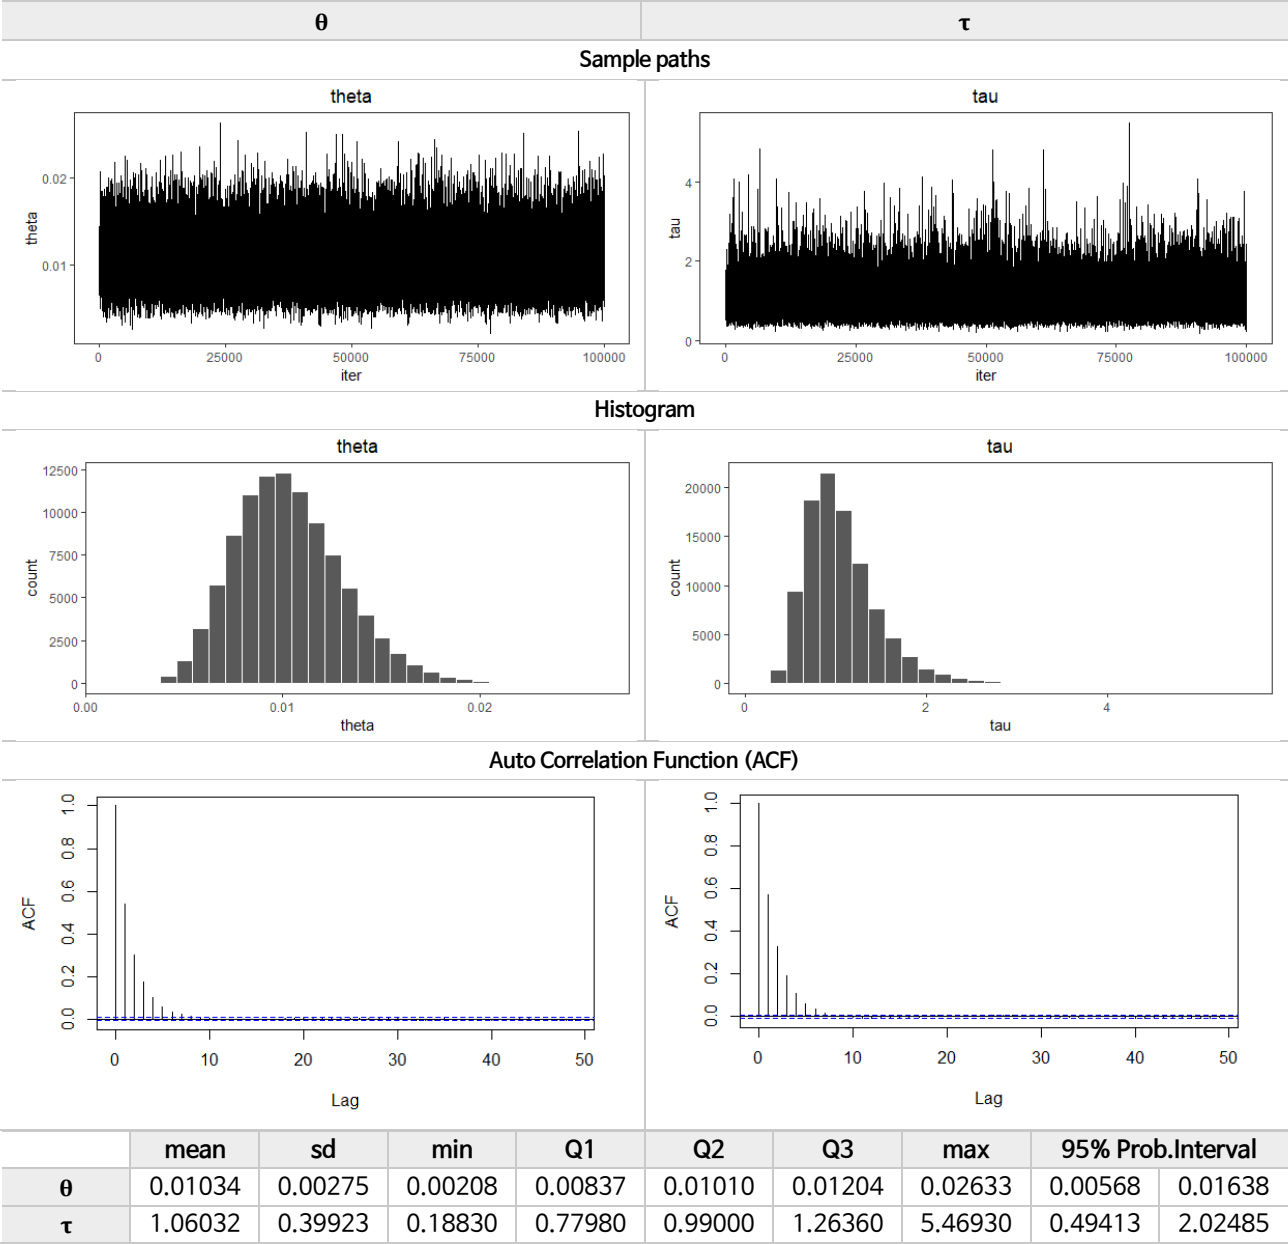 θ τ
Sample paths
theta tau
theta
0.02
0.01
0 25000 50000 75000 100000
iter
tau
4
2
0
0 25000 50000 75000 100000
iter
Histogram
theta tau
count
12500
10000
7500
5000
2500
0
0.00 0.01 0.02
theta
count
20000
15000
10000
5000
0
0 2 4
tau
Auto Correlation Function (ACF)
ACF
1.0
0.8
0.6
0.4
0.2
0.0
0 10 20 30 40 50
Lag
ACF
1.0
0.8
0.6
0.4
0.2
0.0
0 10 20 30 40 50
Lag
mean sd min Q1 Q2 Q3 max 95% Prob.Interval
θ 0.01034 0.00275 0.00208 0.00837 0.01010 0.01204 0.02633 0.00568 0.01638
τ 1.06032 0.39923 0.18830 0.77980 0.99000 1.26360 5.46930 0.49413 2.02485